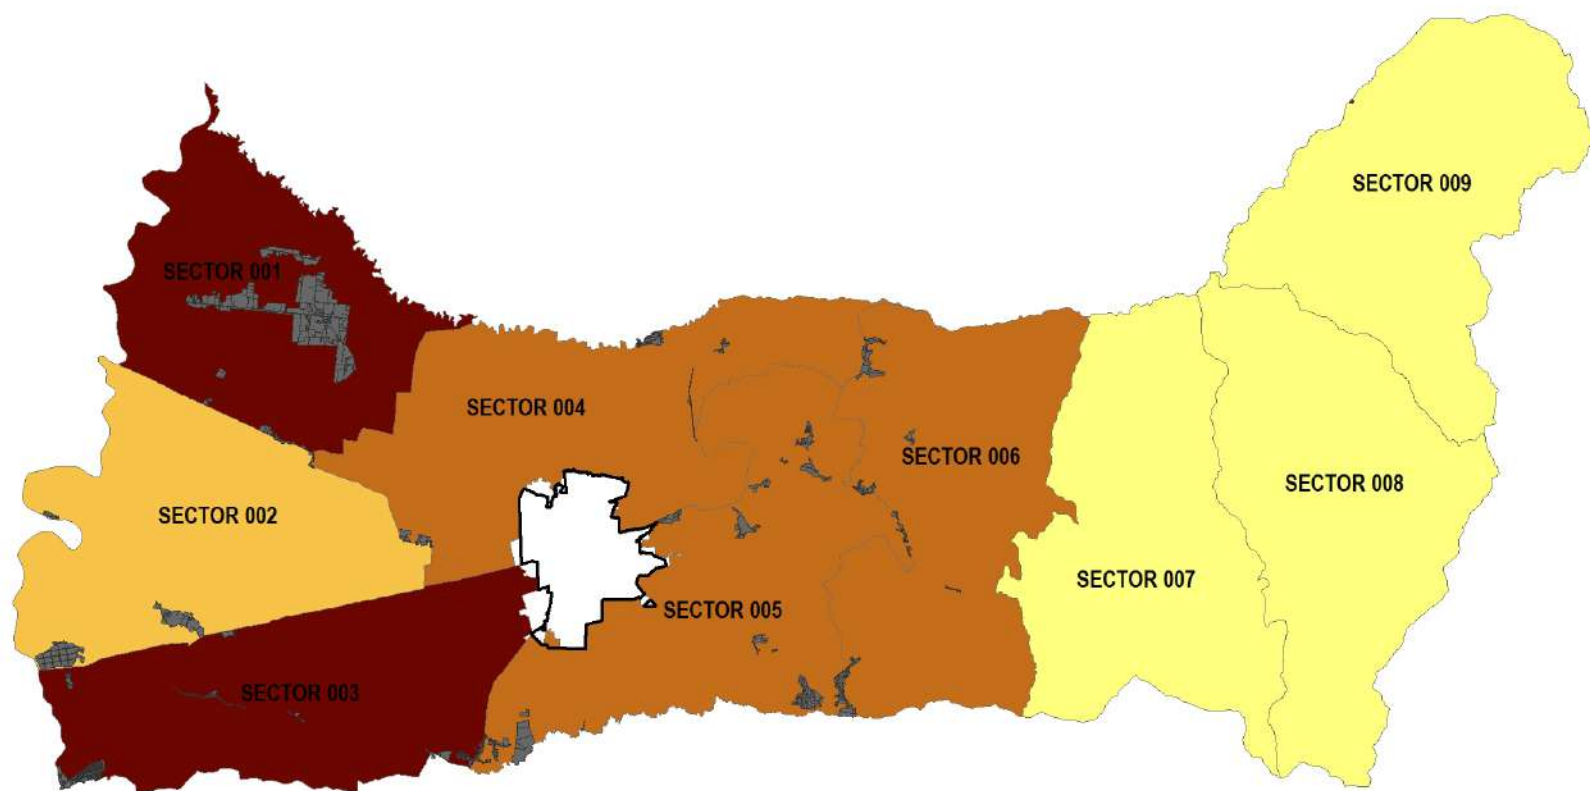 SECTOR 009
SECTOR 001
SECTOR 004
SECTOR 006
SECTOR 008
SECTOR 002
SECTOR 007
SECTOR 005
SECTOR 003